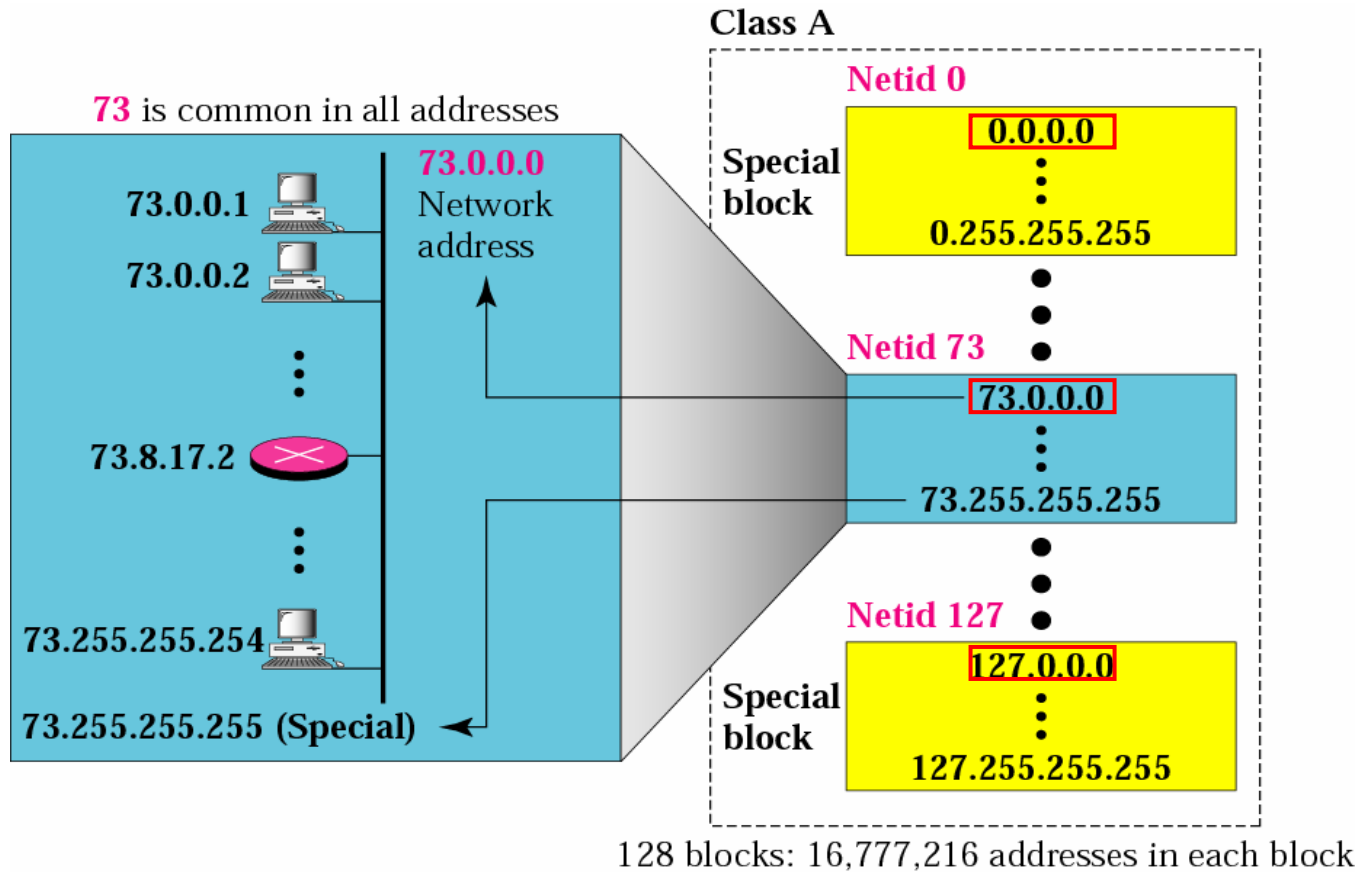 Class A
Netid 0
73 is common in all addresses
0.0.0.0
Special
block
0.255.255.255
73.0.0.0
Network
address
73.0.0.1
73.0.0.2
Netid 73
73.0.0.0
73.8.17.2
73.255.255.255
Netid 127
73.255.255.254
127.0.0.0
Special
block
73.255.255.255 (Special)
127.255.255.255
128 blocks: 16,777,216 addresses in each block